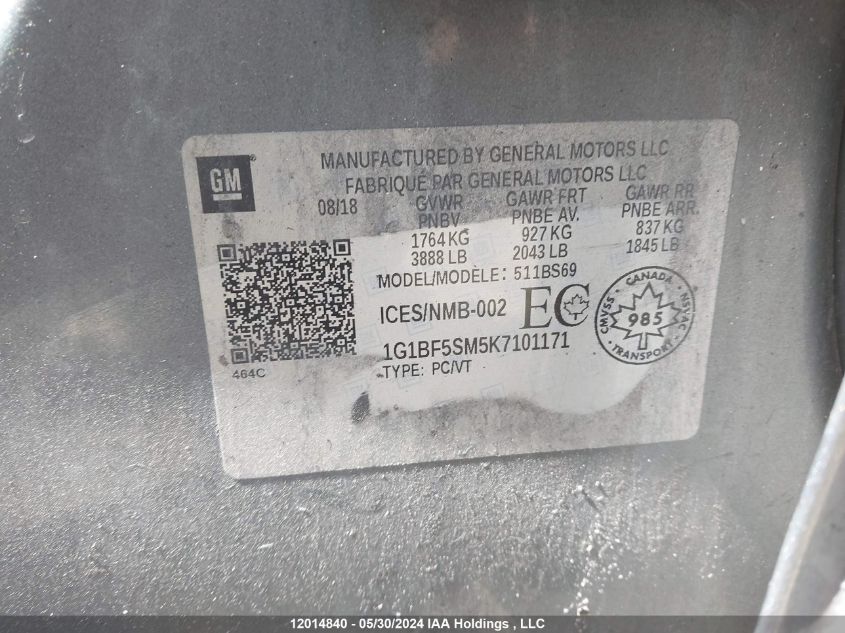 GM
MANUFACTURED BY GENERAL MOTORS LLC
FABRIQUÉ PAR GENERAL MOTORS LLC
08/18 GVWR GAWR FRT GAWR RR
PNBV PNBE AV. PNBE ARR.
1764 KG 927 KG 837 KG
3888 LB 2043 LB 1845 LB
MODEL/MODÈLE: 511BS69
ICES/NMB-002 EC
CANADA
CMVSS 985 NSVAC
TRANSPORT
1G1BF5SM5K7101171
TYPE: PC/VT
464C
12014840 - 05/30/2024 IAA Holdings , LLC